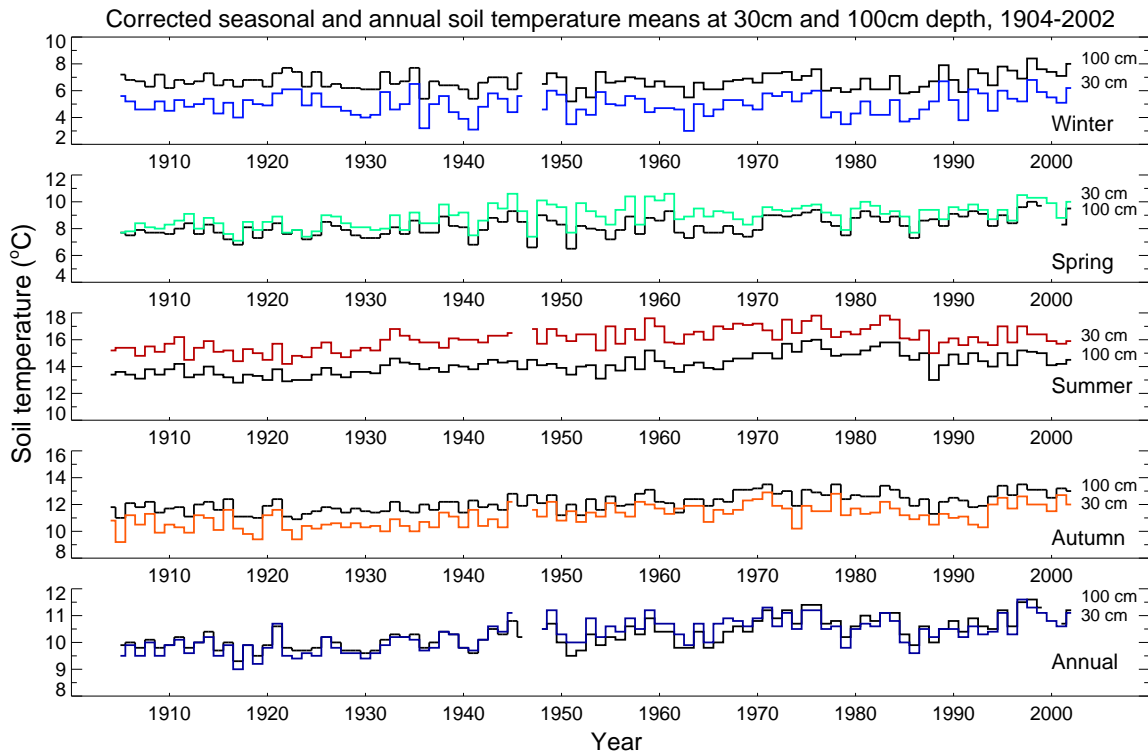 Corrected seasonal and annual soil temperature means at 30cm and 100cm depth, 1904-2002
10
8
6
4
2
100 cm
30 cm
Winter
1910 1920 1930 1940 1950 1960 1970 1980 1990 2000
12
10
8
6
4
30 cm
100 cm
Spring
1910 1920 1930 1940 1950 1960 1970 1980 1990 2000
18
16
14
12
10
30 cm
100 cm
Summer
1910 1920 1930 1940 1950 1960 1970 1980 1990 2000
16
14
12
10
8
100 cm
30 cm
Autumn
1910 1920 1930 1940 1950 1960 1970 1980 1990 2000
12
11
10
9
8
100 cm
30 cm
Annual
1910 1920 1930 1940 1950 1960 1970 1980 1990 2000
Year
Soil temperature (°C)